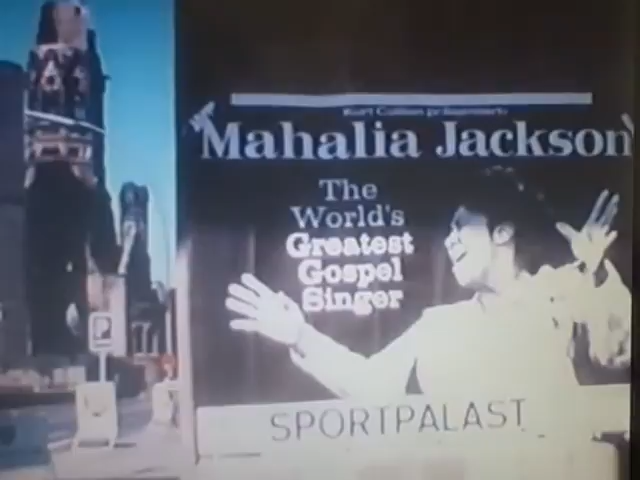 Mahalia Jackson
The
World's
Greatest
Gospel
Singer
SPORTPALAST
P